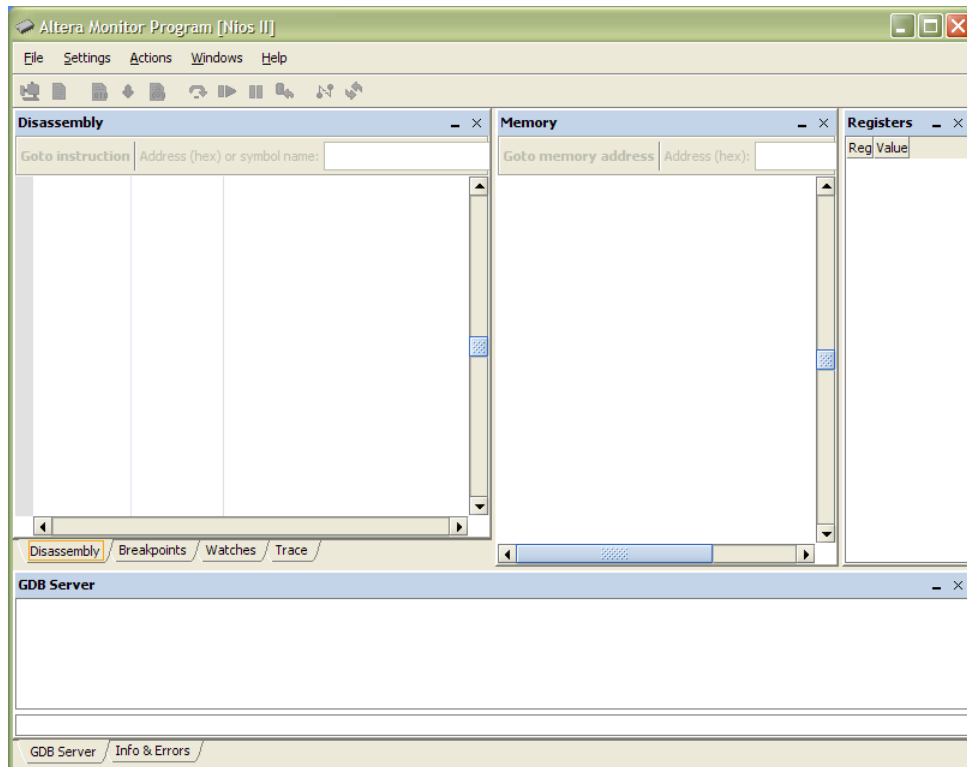 Altera Monitor Program [Nios II]
File Settings Actions Windows Help
Disassembly
Goto instruction Address (hex) or symbol name:
Disassembly Breakpoints Watches Trace
Memory
Goto memory address Address (hex):
Registers
Reg Value
GDB Server
GDB Server Info & Errors